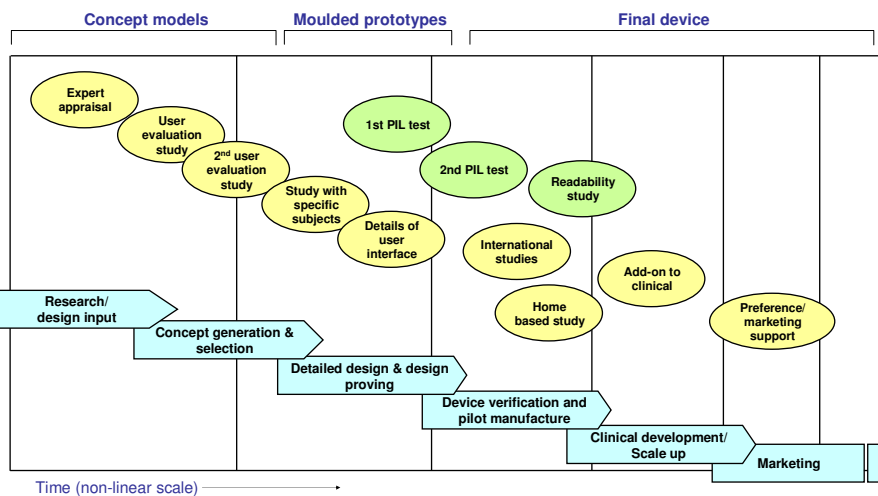 Concept models
Moulded prototypes
Final device
Expert
appraisal
User
evaluation
study
2nd user
evaluation
study
Study with
specific
subjects
Details of
user
interface
1st PIL test
2nd PIL test
Readability
study
International
studies
Home
based study
Add-on to
clinical
Preference/
marketing
support
Research/
design input
Concept generation &
selection
Detailed design & design
proving
Device verification and
pilot manufacture
Clinical development/
Scale up
Marketing
Time (non-linear scale)